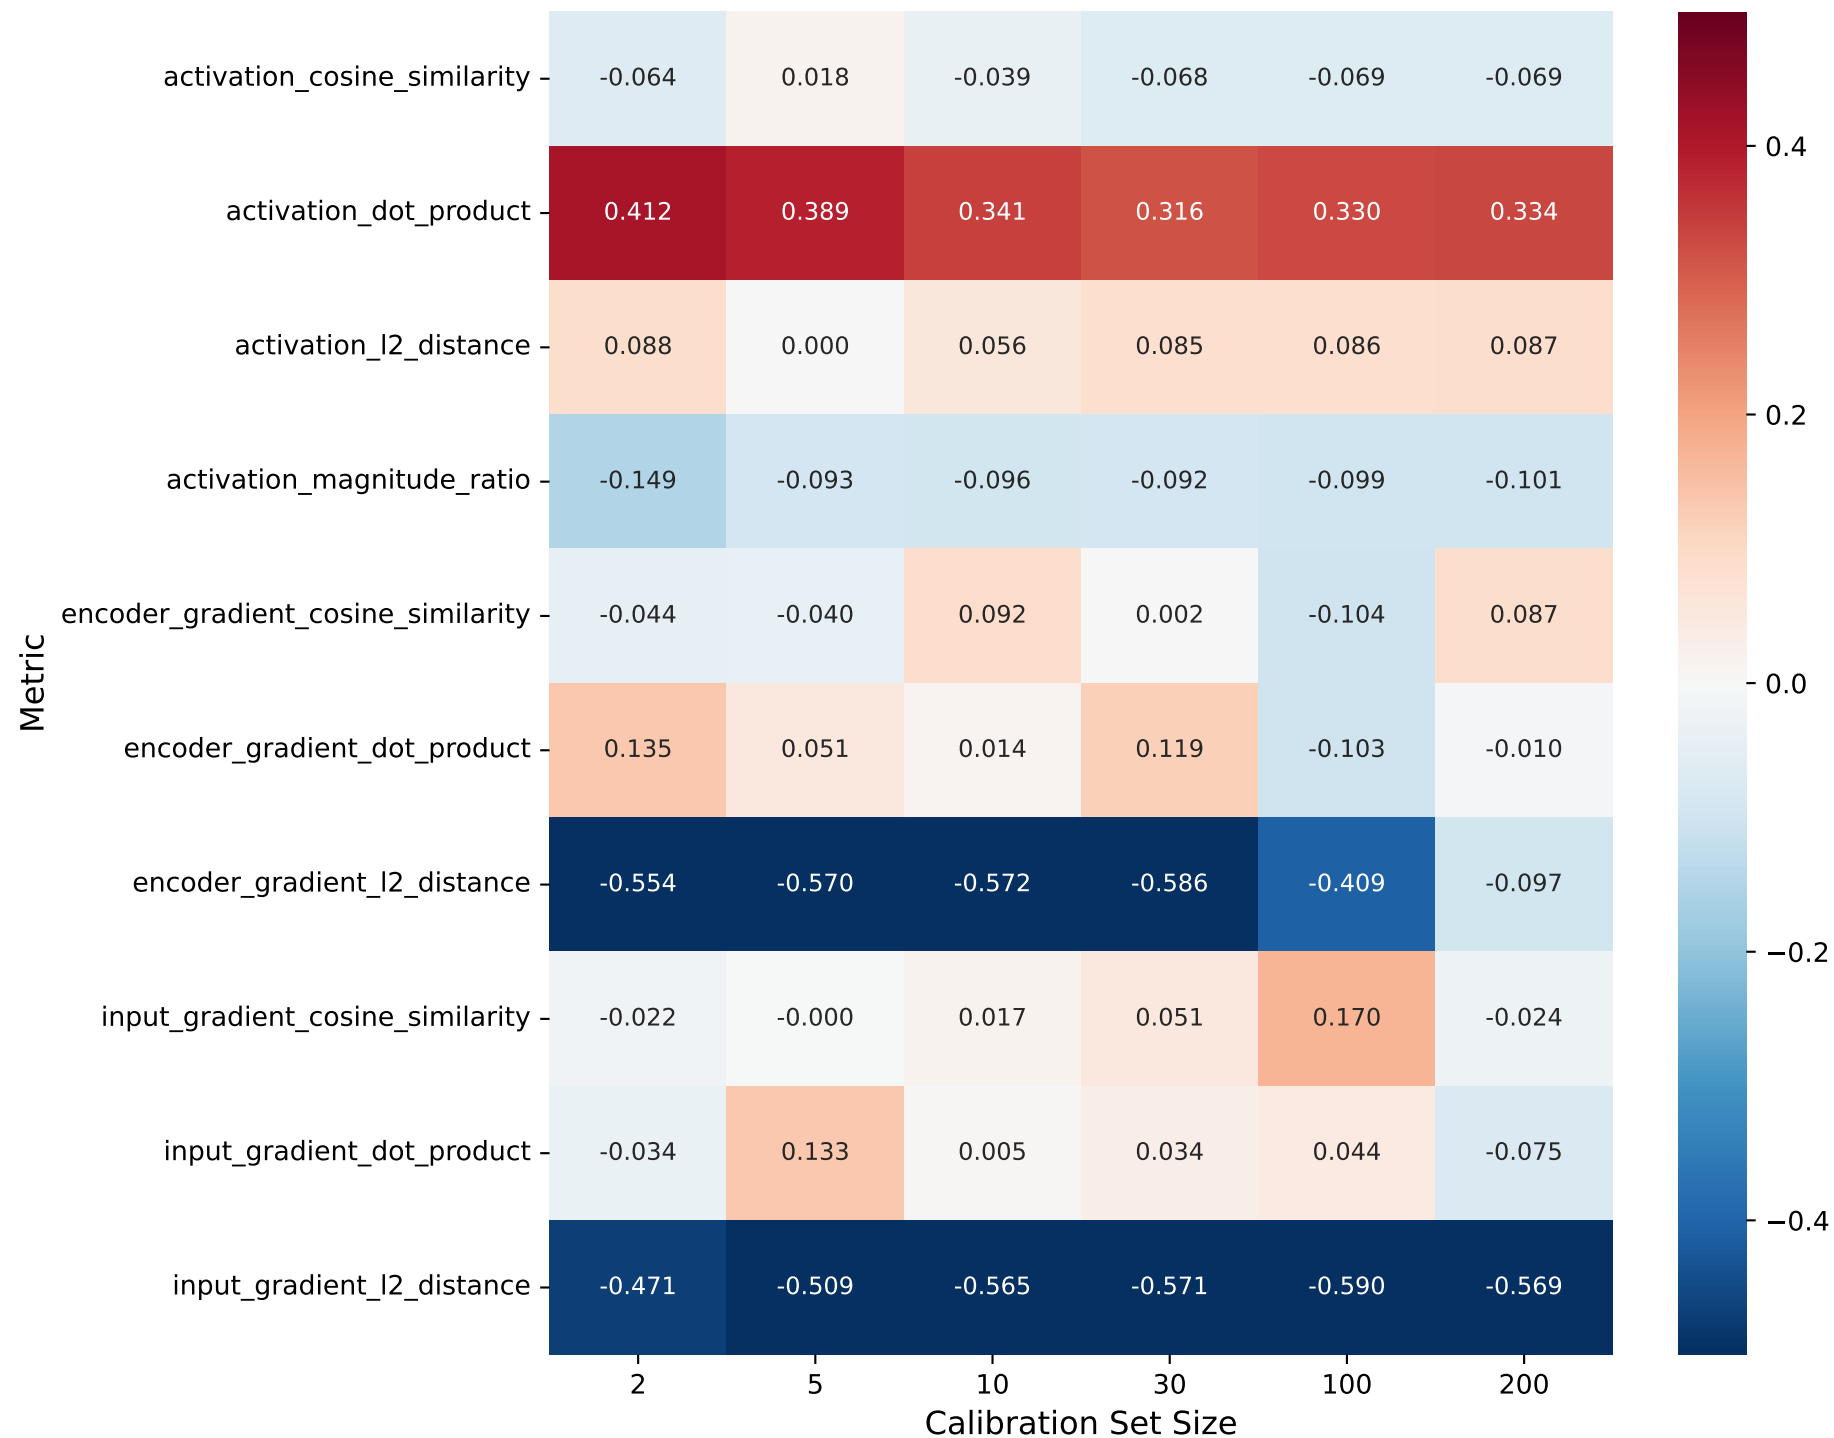 activation_cosine_similarity -0.064 0.018 -0.039 -0.068 -0.069 -0.069
activation_dot_product 0.412 0.389 0.341 0.316 0.330 0.334
activation_l2_distance 0.088 0.000 0.056 0.085 0.086 0.087
activation_magnitude_ratio -0.149 -0.093 -0.096 -0.092 -0.099 -0.101
encoder_gradient_cosine_similarity -0.044 -0.040 0.092 0.002 -0.104 0.087
encoder_gradient_dot_product 0.135 0.051 0.014 0.119 -0.103 -0.010
encoder_gradient_l2_distance -0.554 -0.570 -0.572 -0.586 -0.409 -0.097
input_gradient_cosine_similarity -0.022 -0.000 0.017 0.051 0.170 -0.024
input_gradient_dot_product -0.034 0.133 0.005 0.034 0.044 -0.075
input_gradient_l2_distance -0.471 -0.509 -0.565 -0.571 -0.590 -0.569
2 5 10 30 100 200
Calibration Set Size
Metric
0.4
0.2
0.0
−0.2
−0.4